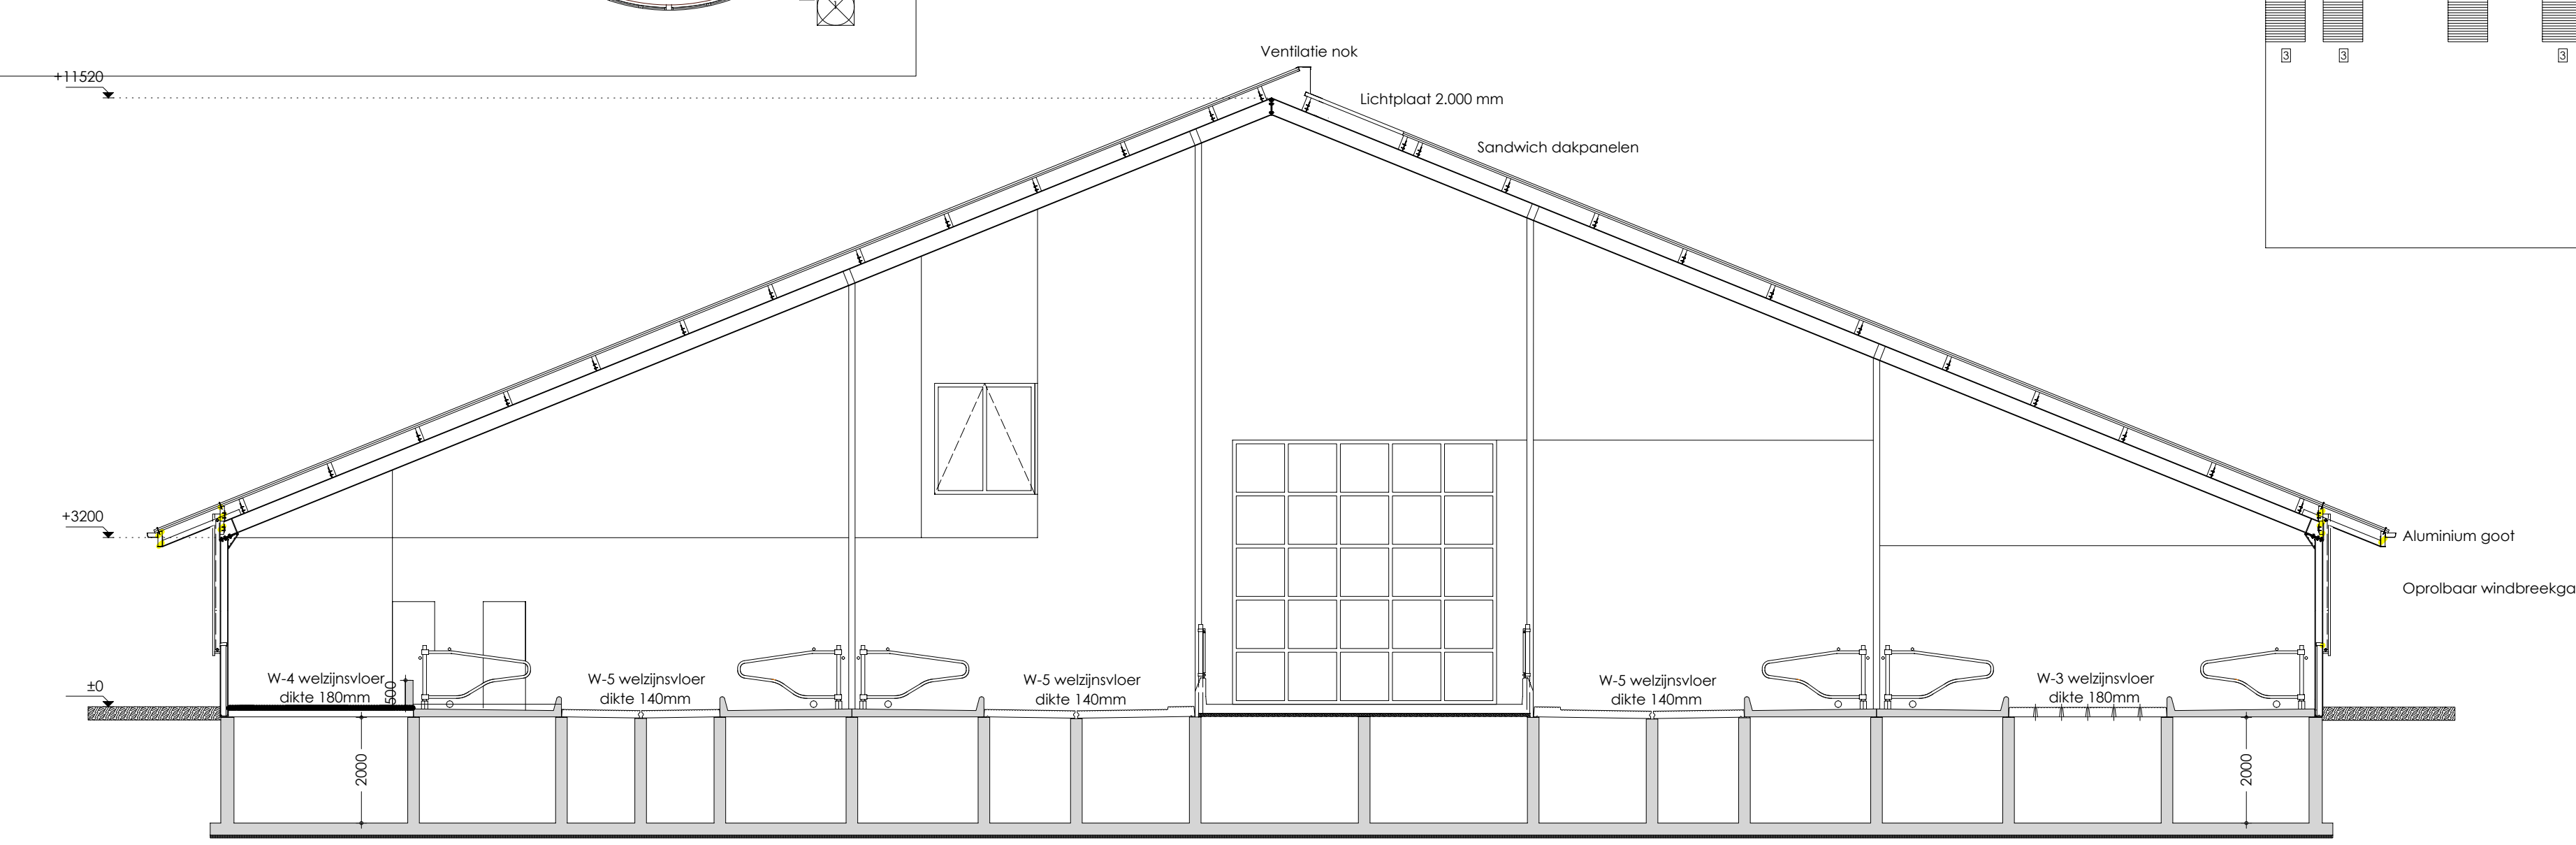 3
3
3
Ventilatie nok
+11520
Lichtplaat 2.000 mm
Sandwich dakpanelen
+3200
Aluminium goot
Oprolbaar windbreekga
±0
W-4 welzijnsvloer
dikte 180mm
500
W-5 welzijnsvloer
dikte 140mm
W-5 welzijnsvloer
dikte 140mm
W-5 welzijnsvloer
dikte 140mm
W-3 welzijnsvloer
dikte 180mm
2000
2000